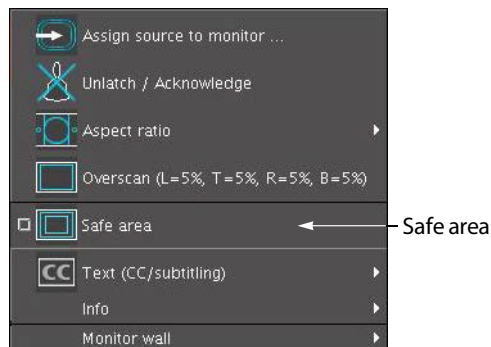 Assign source to monitor ...
Unlatch / Acknowledge
Aspect ratio
Overscan (L=5%, T=5%, R=5%, B=5%)
Safe area
Safe area
CC Text (CC/subtitling)
Info
Monitor wall